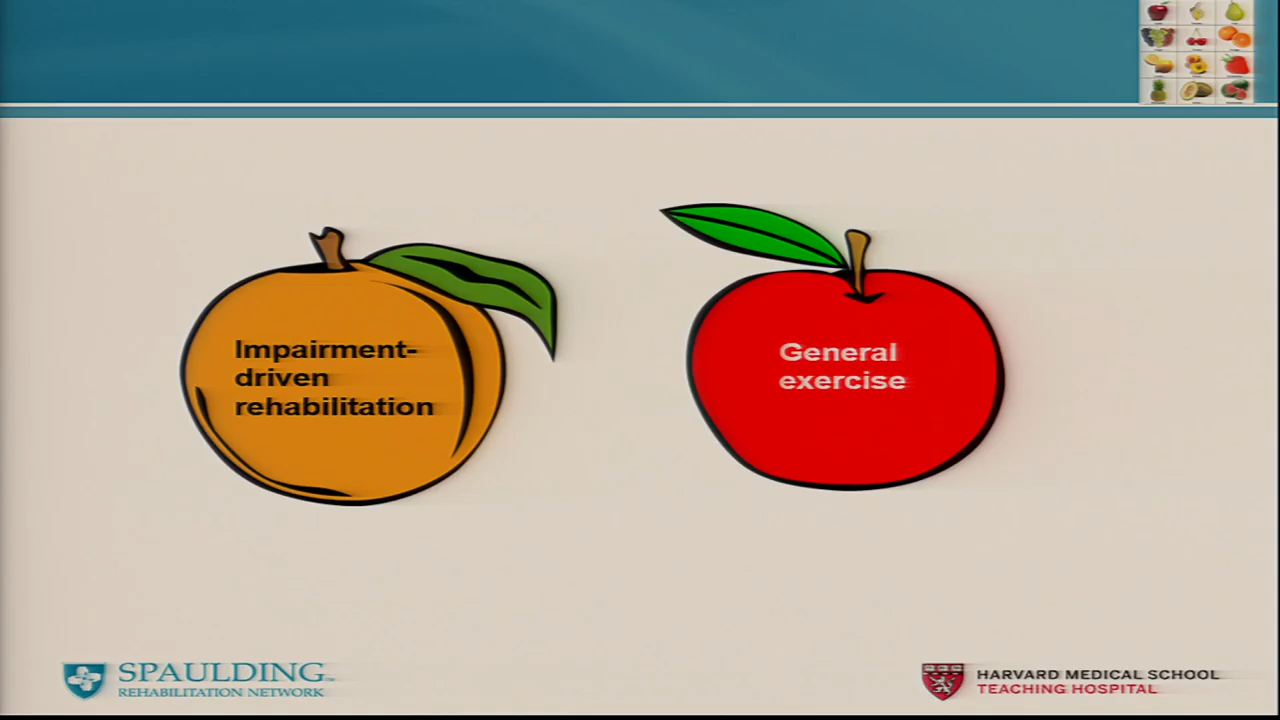 Impairment-
driven
rehabilitation
General
exercise
SPAULDING
REHABILITATION NETWORK
HARVARD MEDICAL SCHOOL
TEACHING HOSPITAL